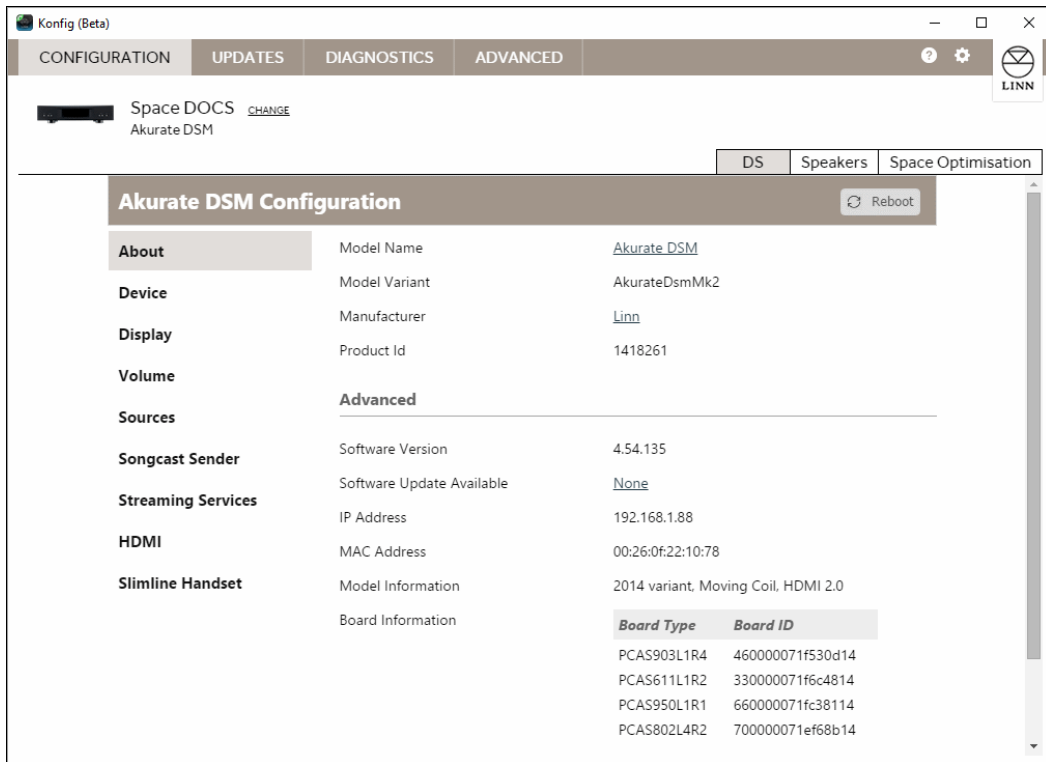 Konfig (Beta)
CONFIGURATION UPDATES DIAGNOSTICS ADVANCED ?
LINN
Space DOCS CHANGE
Akurate DSM
DS Speakers Space Optimisation
Akurate DSM Configuration Reboot
About Model Name Akurate DSM
Model Variant AkurateDsmMk2
Device
Manufacturer Linn
Display
Product Id 1418261
Volume
Advanced
Sources
Software Version 4.54.135
Songcast Sender
Software Update Available None
Streaming Services
IP Address 192.168.1.88
HDMI
MAC Address 00:26:0f:22:10:78
Slimline Handset Model Information 2014 variant, Moving Coil, HDMI 2.0
Board Information Board Type Board ID
PCAS903L1R4 460000071f530d14
PCAS611L1R2 330000071f6c4814
PCAS950L1R1 660000071fc38114
PCAS802L4R2 700000071ef68b14